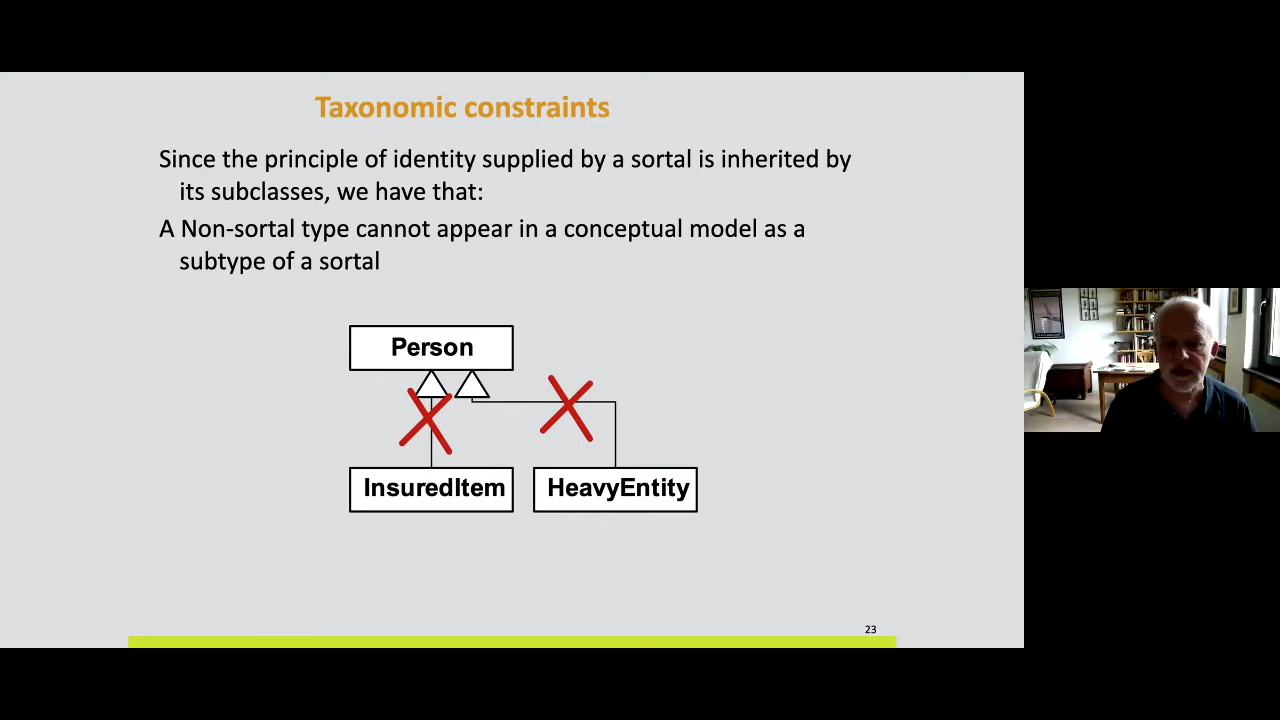 Taxonomic constraints
Since the principle of identity supplied by a sortal is inherited by
its subclasses, we have that:
A Non-sortal type cannot appear in a conceptual model as a
subtype of a sortal
Person
InsuredItem
HeavyEntity
23